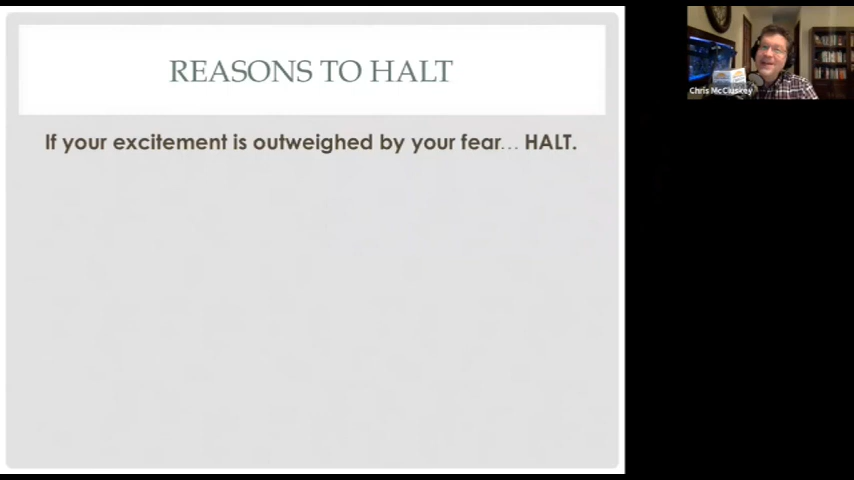 REASONS TO HALT
If your excitement is outweighed by your fear... HALT.
Chris McCluskey